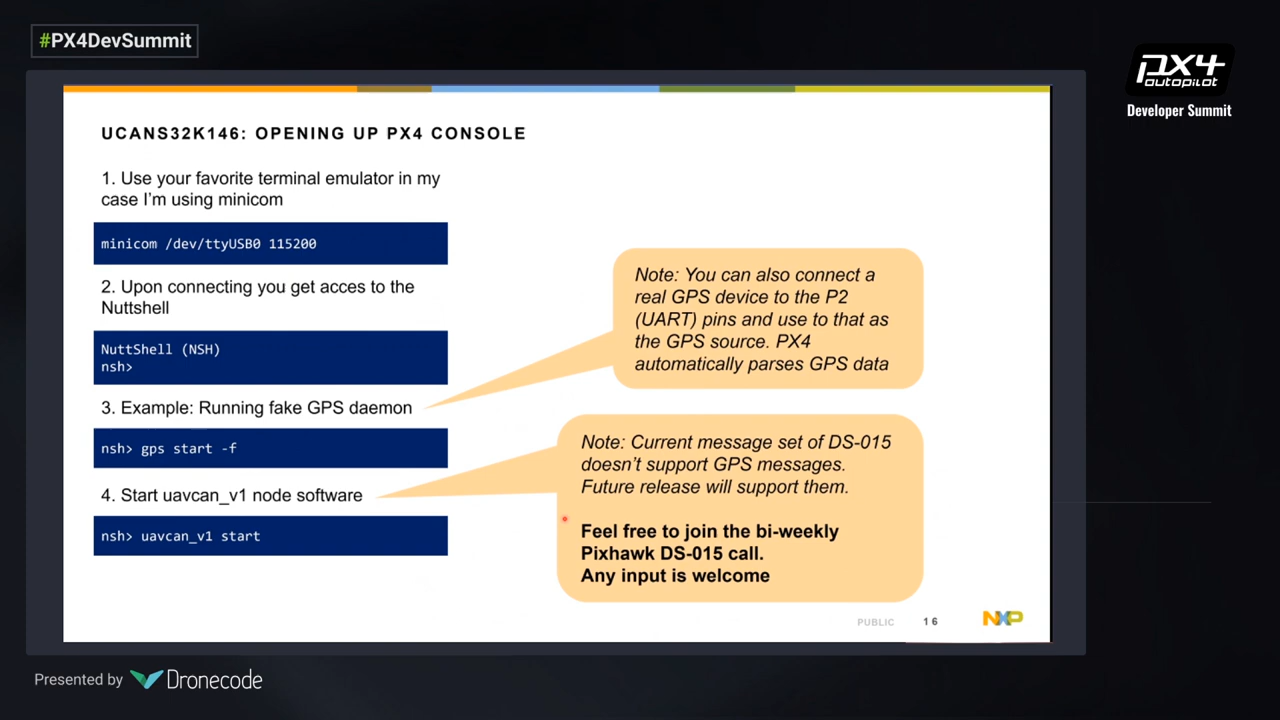 #PX4DevSummit
px4
autopilot
Developer Summit
UCANS32K146: OPENING UP PX4 CONSOLE
1. Use your favorite terminal emulator in my
case I’m using minicom
minicom /dev/ttyUSB0 115200
2. Upon connecting you get acces to the
Nuttshell
NuttShell (NSH)
nsh>
3. Example: Running fake GPS daemon
nsh> gps start -f
4. Start uavcan_v1 node software
nsh> uavcan_v1 start
Note: You can also connect a
real GPS device to the P2
(UART) pins and use to that as
the GPS source. PX4
automatically parses GPS data
Note: Current message set of DS-015
doesn’t support GPS messages.
Future release will support them.
Feel free to join the bi-weekly
Pixhawk DS-015 call.
Any input is welcome
PUBLIC 16 NXP
Presented by Dronecode